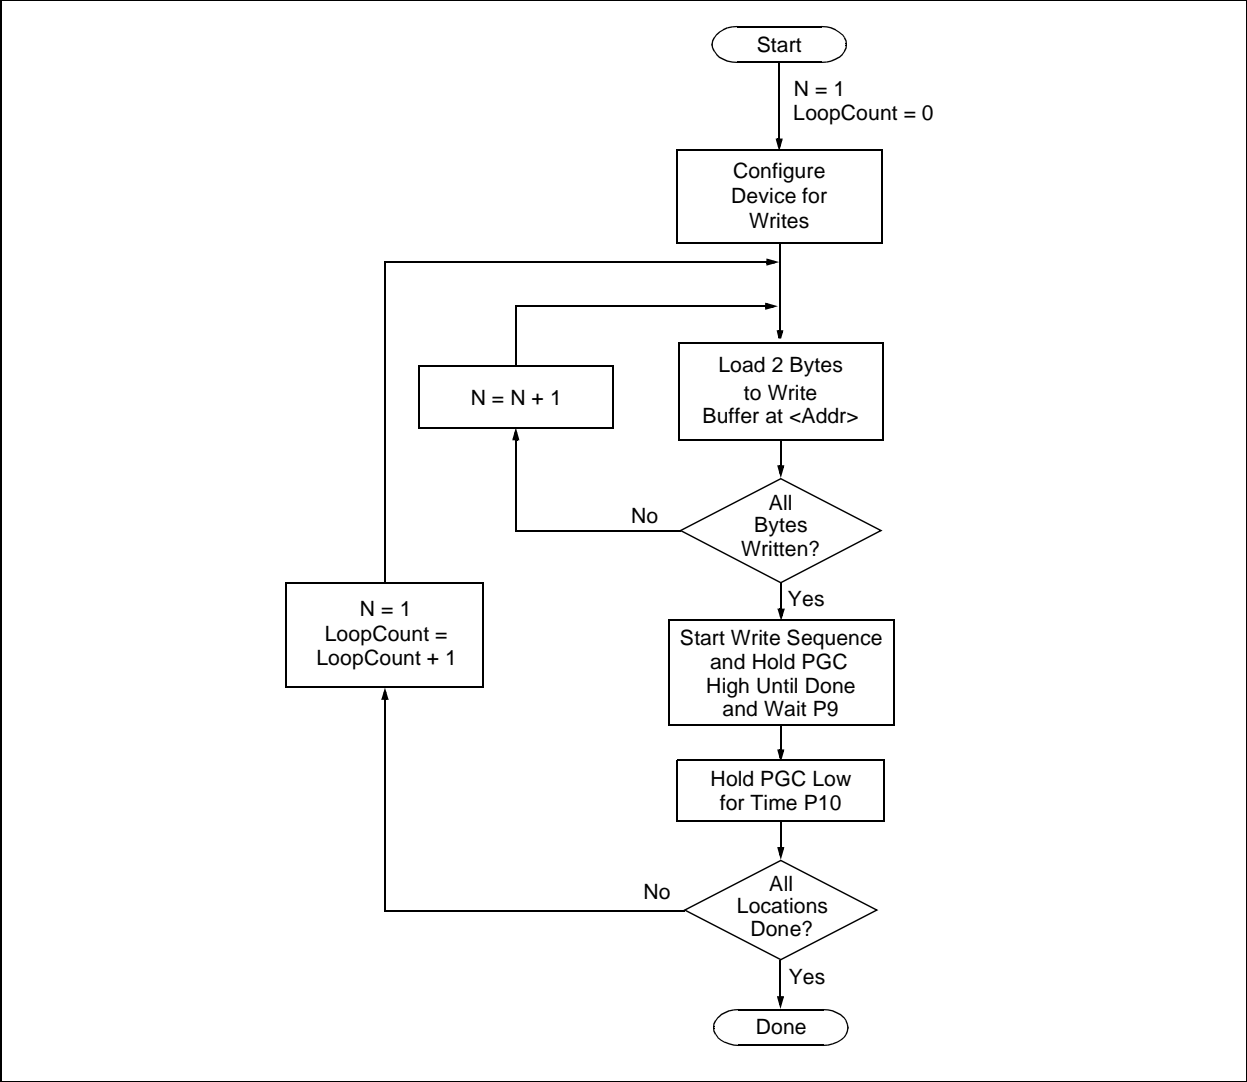 Start
N = 1
LoopCount = 0
Configure
Device for
Writes
Load 2 Bytes
to Write
Buffer at <Addr>
N = N + 1
All
Bytes
Written?
No
Yes
N = 1
LoopCount =
LoopCount + 1
Start Write Sequence
and Hold PGC
High Until Done
and Wait P9
Hold PGC Low
for Time P10
All
Locations
Done?
No
Yes
Done